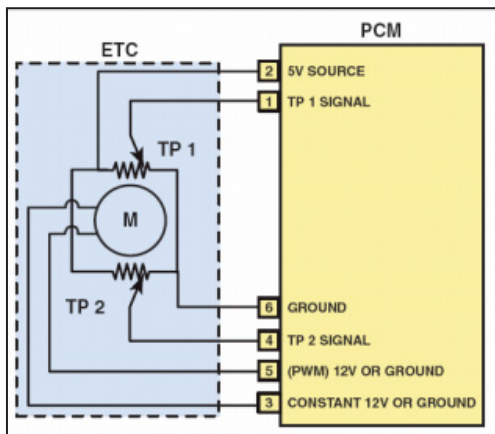 PCM
ETC
2 5V SOURCE
1 TP 1 SIGNAL
TP 1
M
TP 2
6 GROUND
4 TP 2 SIGNAL
5 (PWM) 12V OR GROUND
3 CONSTANT 12V OR GROUND